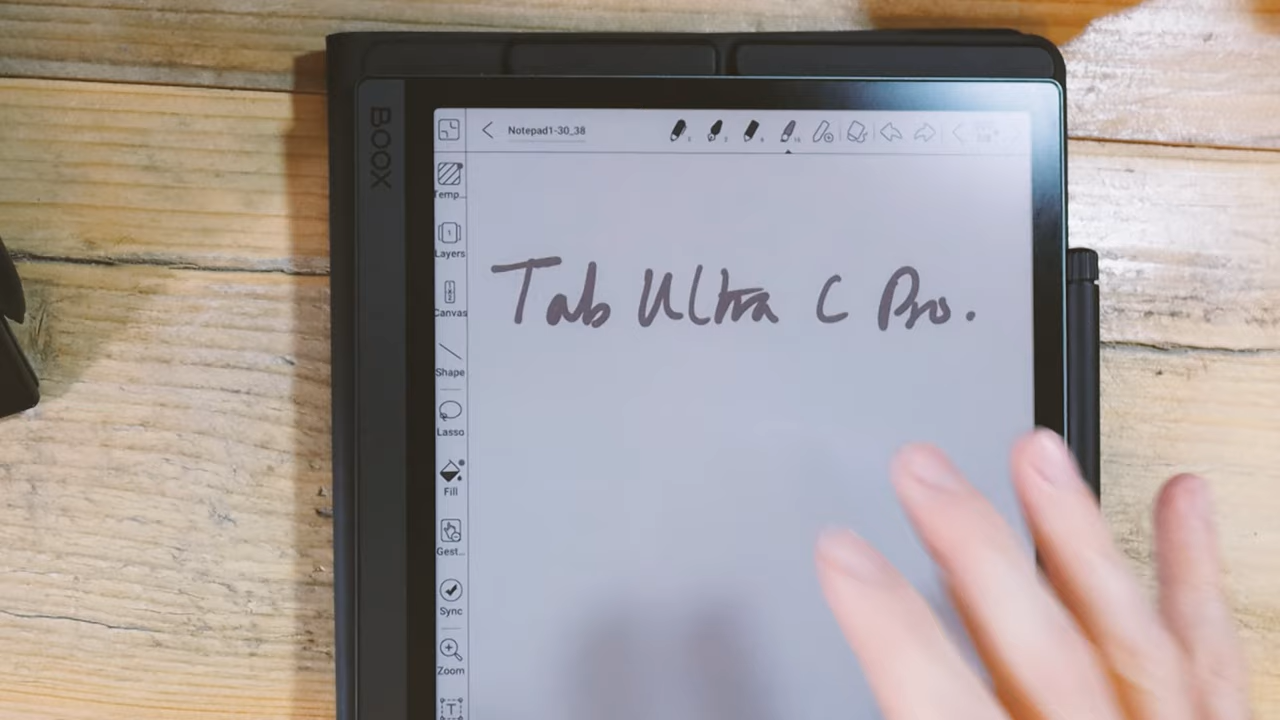 BOOX
Notepad1-30_38
Temp...
Layers
Canvas
Shape
Lasso
Fill
Gest...
Sync
Zoom
T
Tab Ultra C Pro.